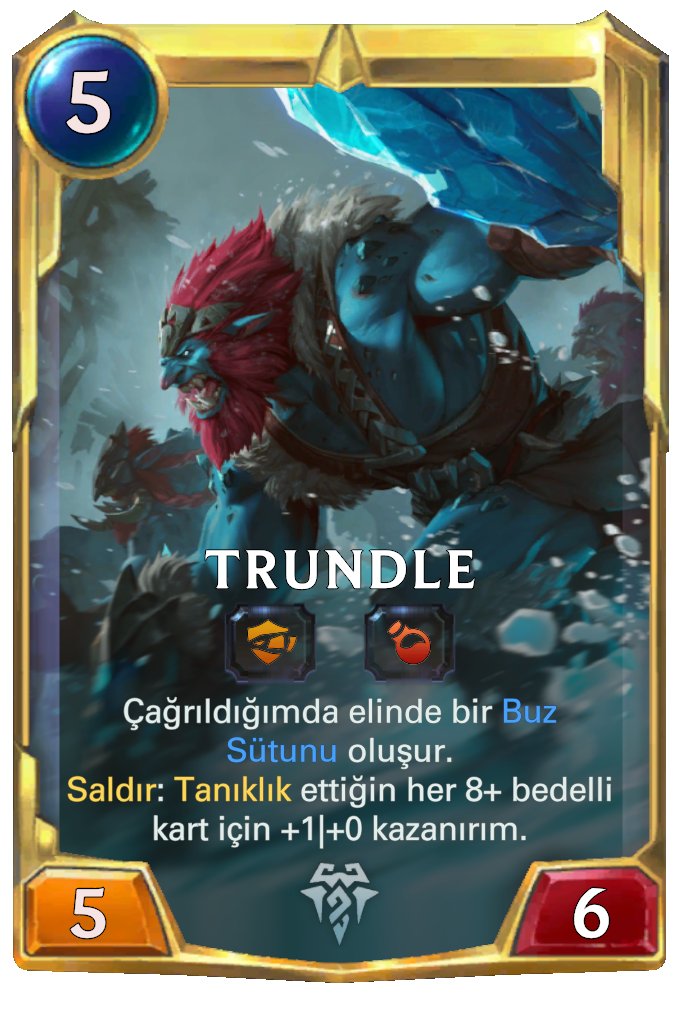 5
TRUNDLE
Çağrıldığımda elinde bir Buz
Sütunu oluşur.
Saldır: Tanıklık ettiğin her 8+ bedelli
kart için +1|+0 kazanırım.
5
6